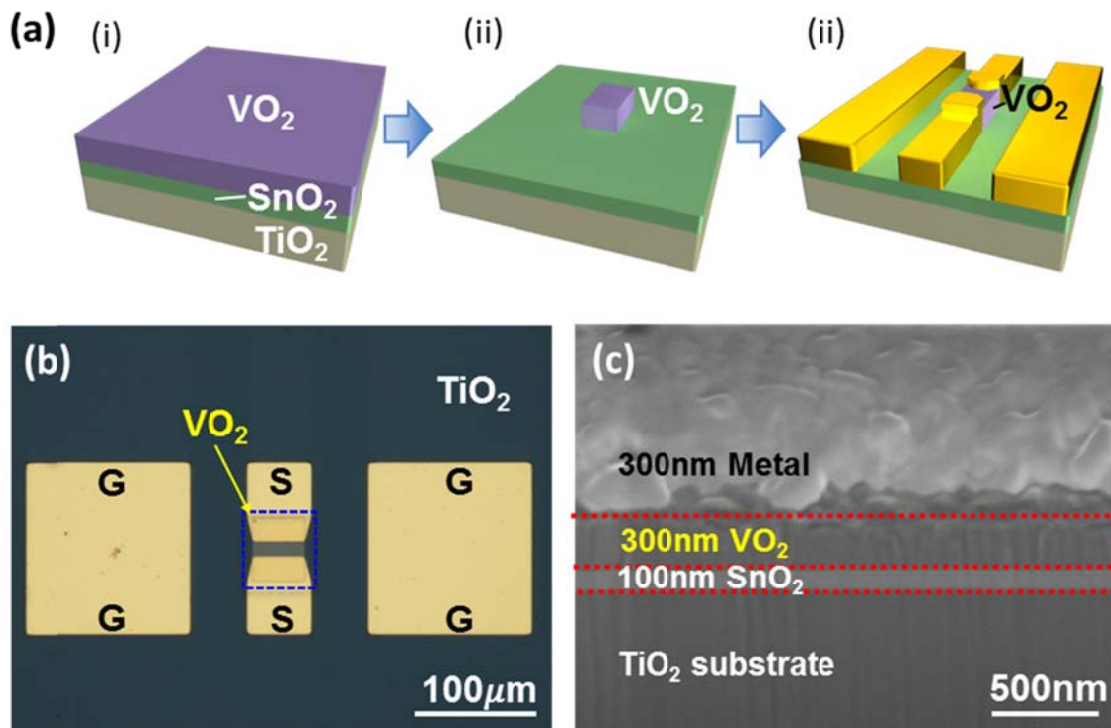 (a) (i) (ii) (ii)
VO₂ VO₂ VO₂
SnO₂
TiO₂
(b) TiO₂
VO₂
G S G
G S G
100μm
(c)
300nm Metal
300nm VO₂
100nm SnO₂
TiO₂ substrate
500nm